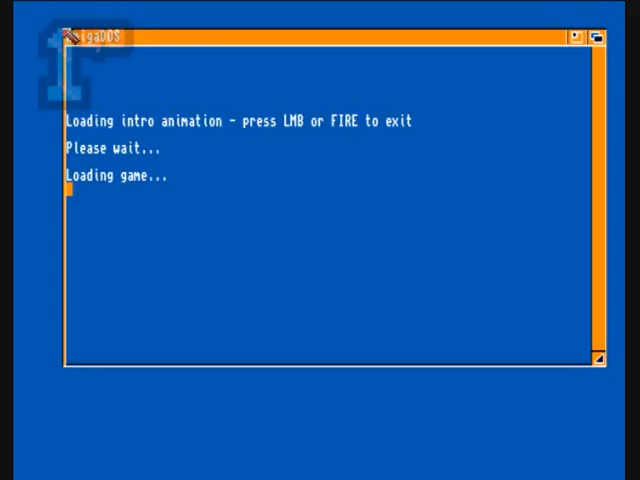 igaDOS
Loading intro animation - press LMB or FIRE to exit
Please wait...
Loading game...